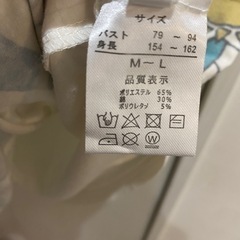 サイズ
バスト 79 ～ 94
身長 154 ～ 162
M～L
品質表示
ポリエステル 65%
綿 30%
ポリウレタン 5%